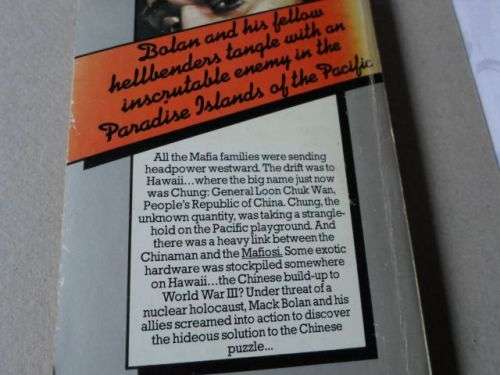 Bolan and his fellow
hellbenders tangle with an
inscrutable enemy in the
Paradise Islands of the Pacific
All the Mafia families were sending
headpower westward. The drift was to
Hawaii...where the big name just now
was Chung: General Loon Chuk Wan,
People's Republic of China. Chung, the
unknown quantity, was taking a strangle-
hold on the Pacific playground. And
there was a heavy link between the
Chinaman and the Mafiosi. Some exotic
hardware was stockpiled somewhere
on Hawaii...the Chinese build-up to
World War III? Under threat of a
nuclear holocaust, Mack Bolan and his
allies screamed into action to discover
the hideous solution to the Chinese
puzzle...